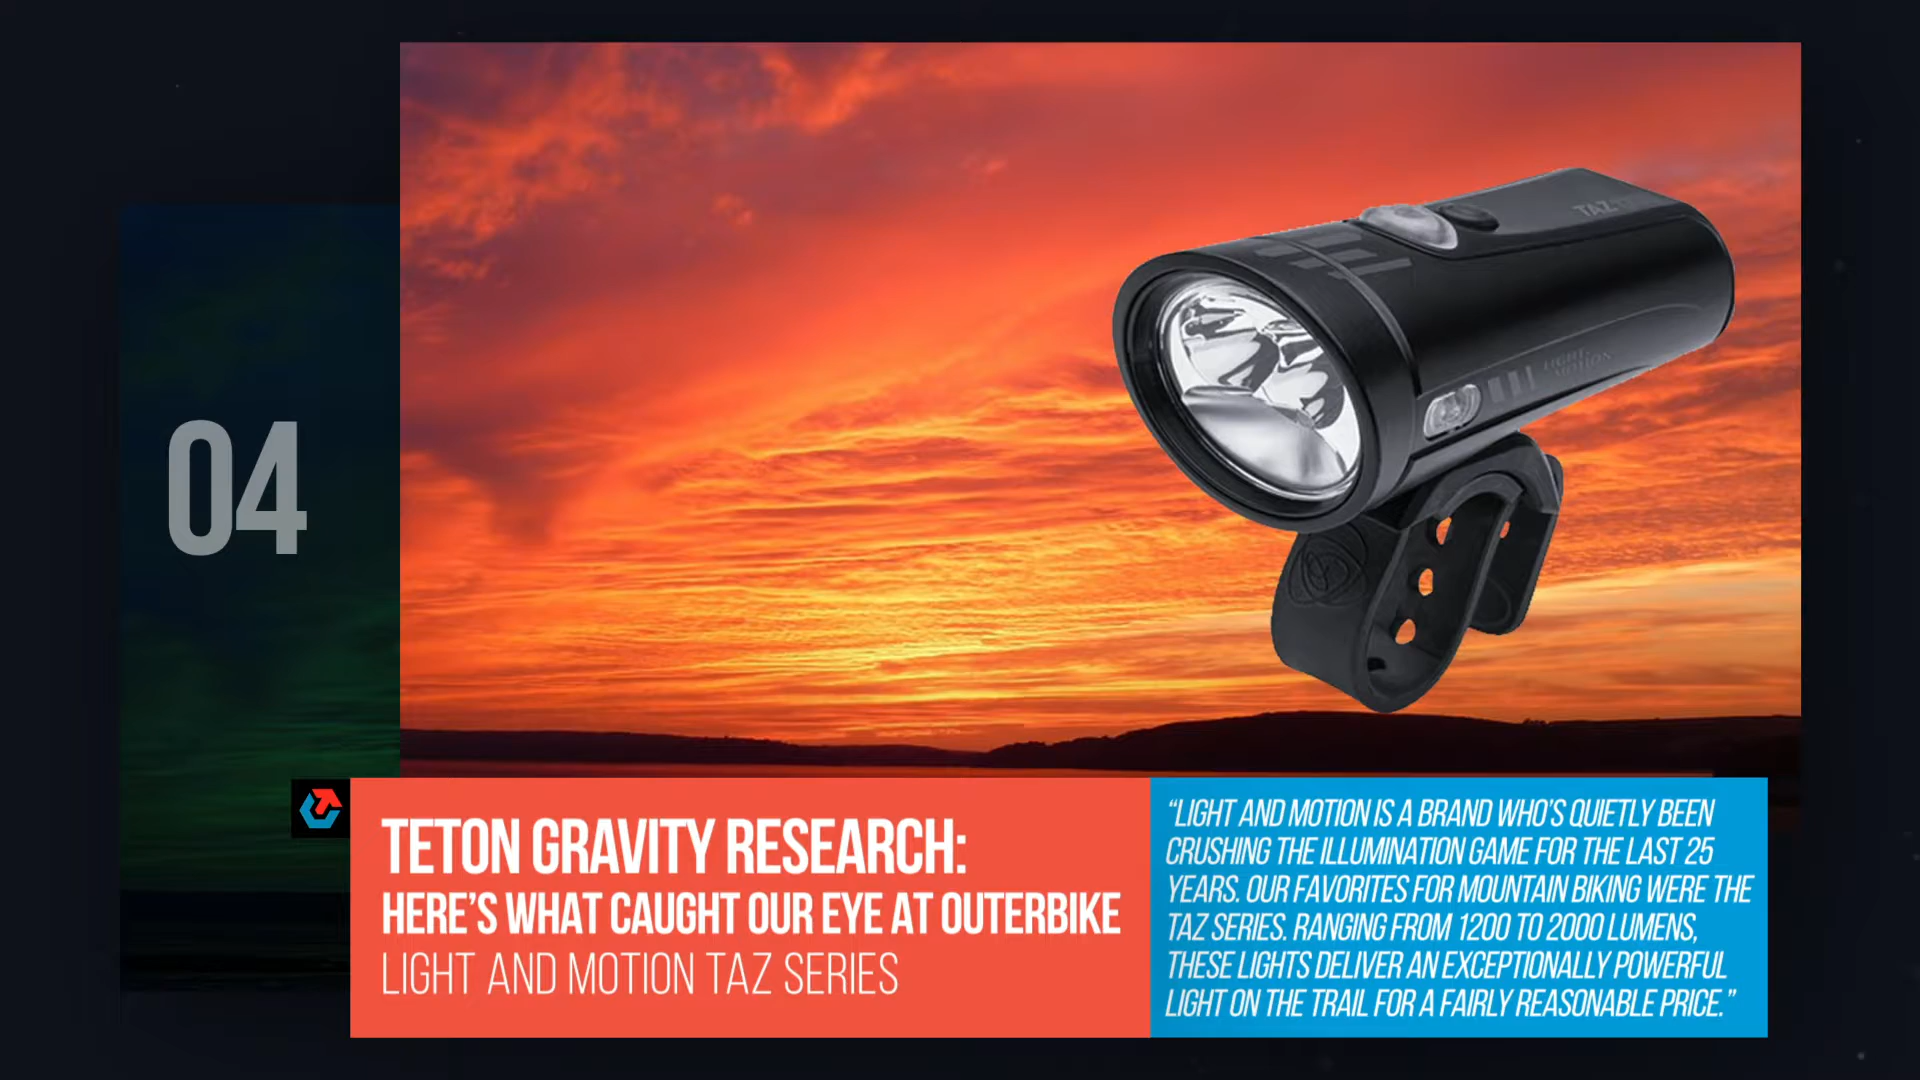 04
TAZ
LIGHT
MOTION
TETON GRAVITY RESEARCH:
HERE'S WHAT CAUGHT OUR EYE AT OUTERBIKE
LIGHT AND MOTION TAZ SERIES
“LIGHT AND MOTION IS A BRAND WHO'S QUIETLY BEEN
CRUSHING THE ILLUMINATION GAME FOR THE LAST 25
YEARS. OUR FAVORITES FOR MOUNTAIN BIKING WERE THE
TAZ SERIES. RANGING FROM 1200 TO 2000 LUMENS,
THESE LIGHTS DELIVER AN EXCEPTIONALLY POWERFUL
LIGHT ON THE TRAIL FOR A FAIRLY REASONABLE PRICE.”